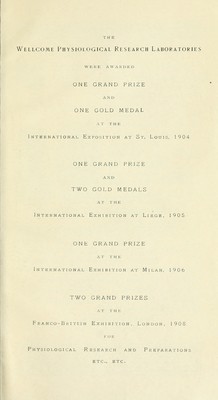 THE
WELLCOME PHYSIOLOGICAL RESEARCH LABORATORIES
WERE AWARDED
ONE GRAND PRIZE
AND
ONE GOLD MEDAL
AT THE
INTERNATIONAL EXPOSITION AT ST. LOUIS, 1904
ONE GRAND PRIZE
AND
TWO GOLD MEDALS
AT THE
INTERNATIONAL EXHIBITION AT LIEGE, 1905
ONE GRAND PRIZE
AT THE
INTERNATIONAL EXHIBITION AT MILAN, 1906
TWO GRAND PRIZES
AT THE
FRANCO-BRITISH EXHIBITION, LONDON, 1908
FOR
PHYSIOLOGICAL RESEARCH AND PREPARATIONS
ETC., ETC.